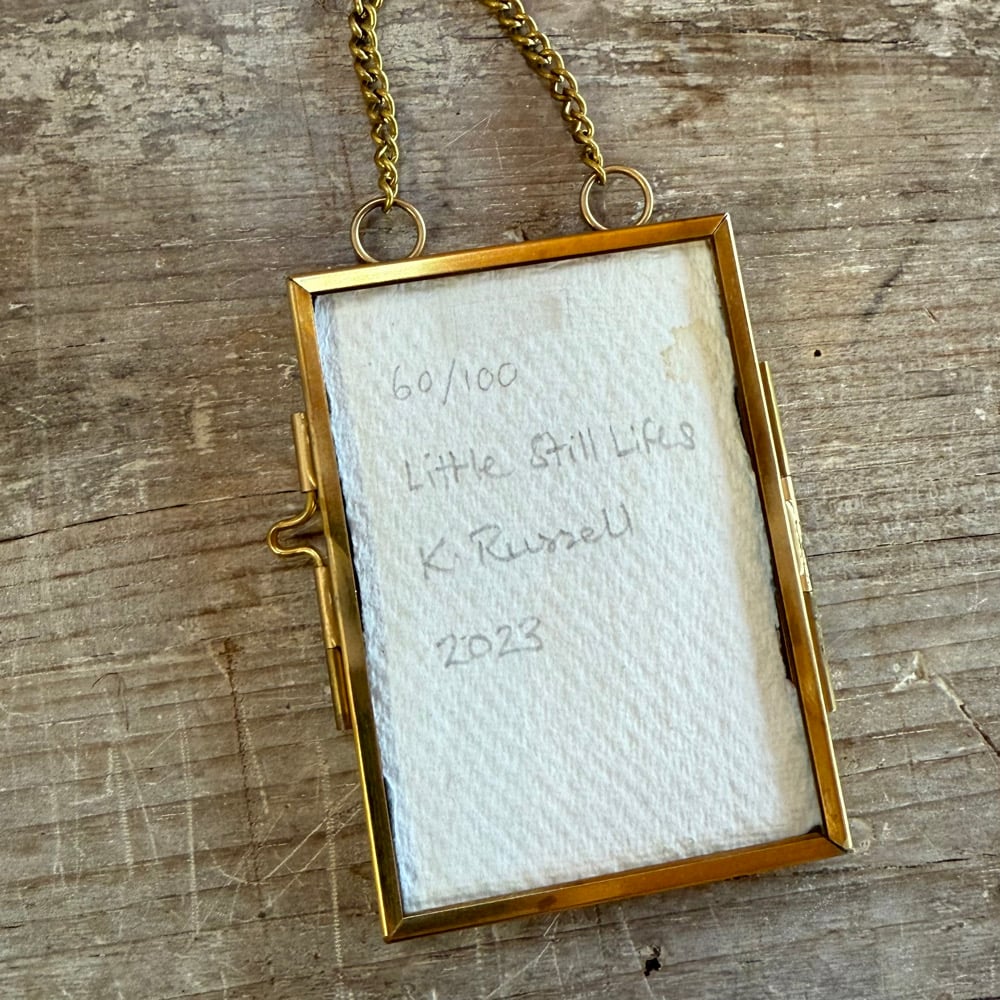 60/100
Little Still Lifes
K. Russell
2023